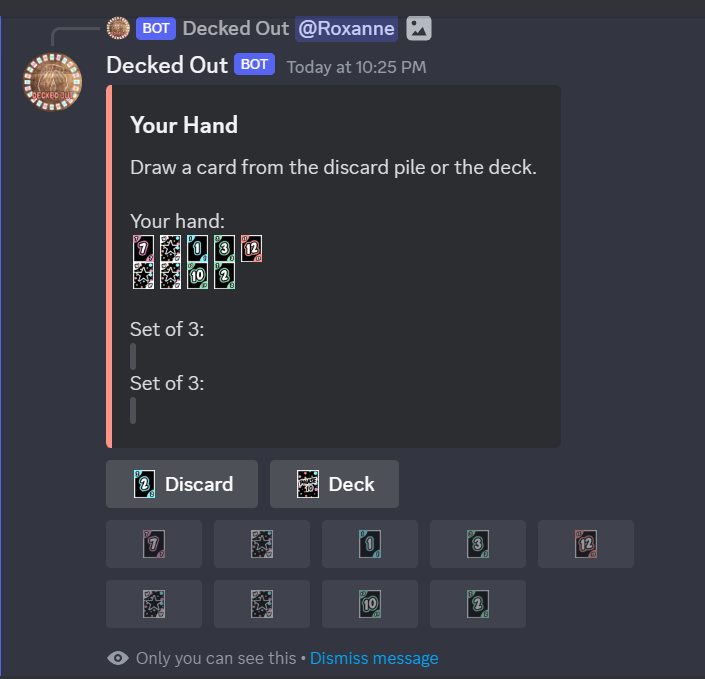 BOT Decked Out @Roxanne
Decked Out BOT Today at 10:25 PM
Your Hand
Draw a card from the discard pile or the deck.
Your hand:
7 1 3 12
10 2
Set of 3:
Set of 3:
2 Discard Deck
7 1 3 12
10 2
Only you can see this • Dismiss message